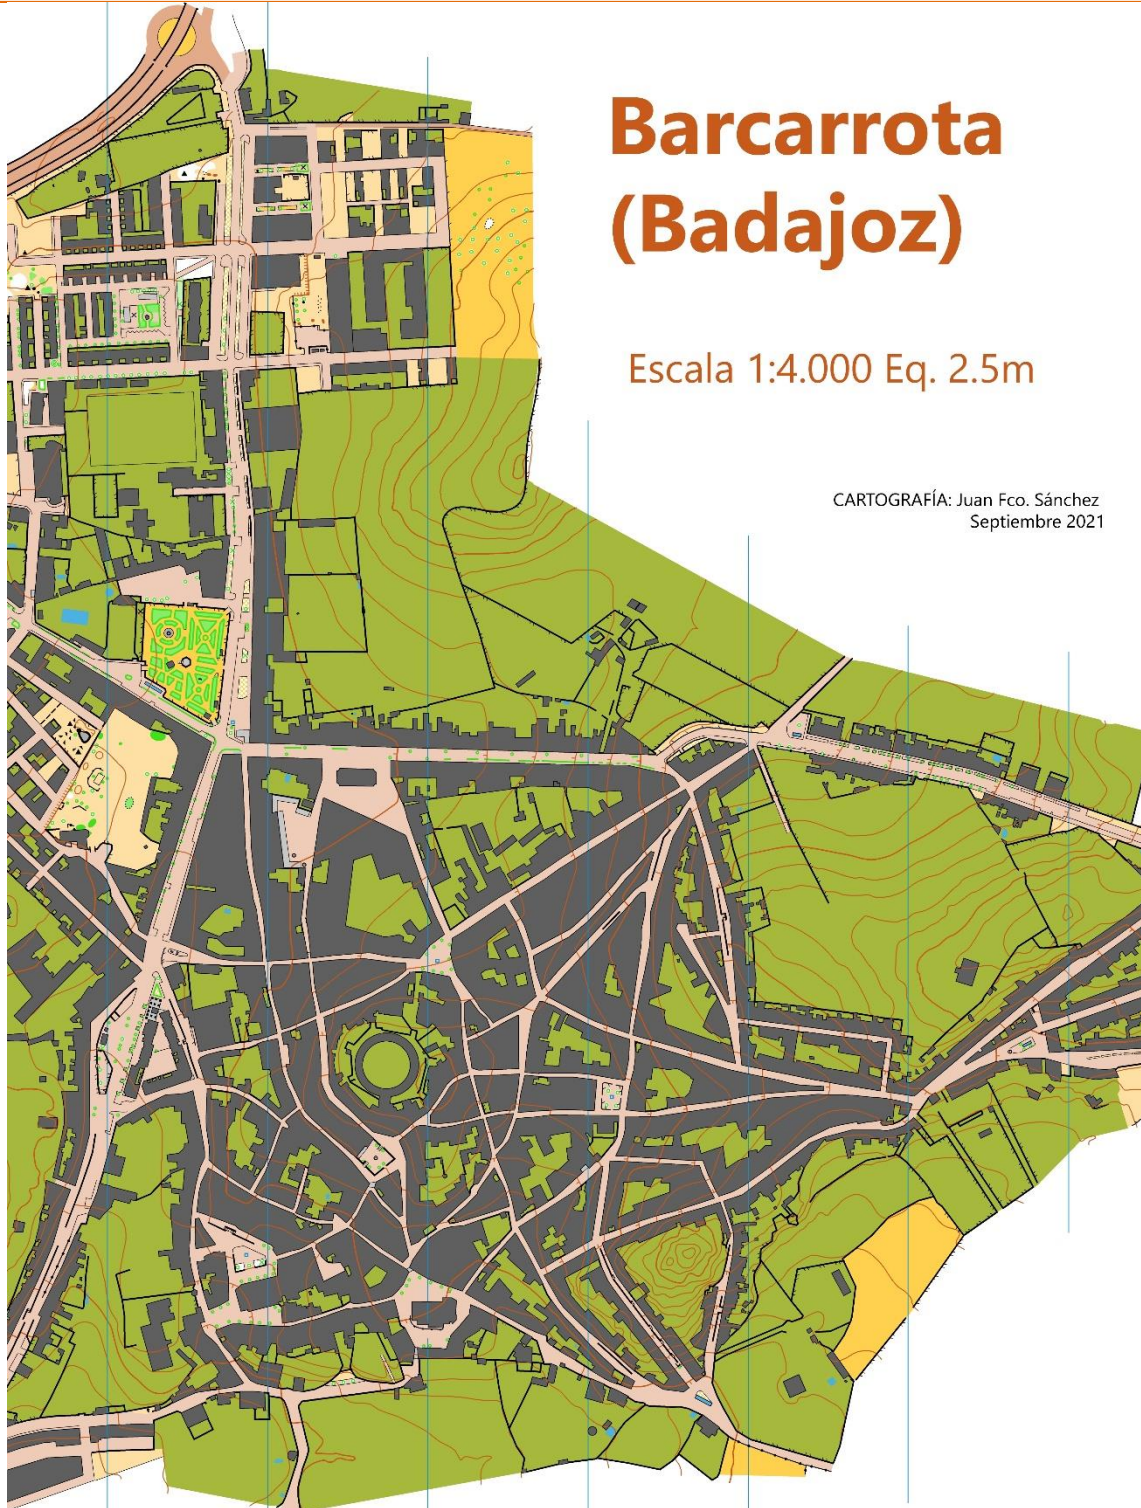 Barcarrota
(Badajoz)
Escala 1:4.000 Eq. 2.5m
CARTOGRAFÍA: Juan Fco. Sánchez
Septiembre 2021